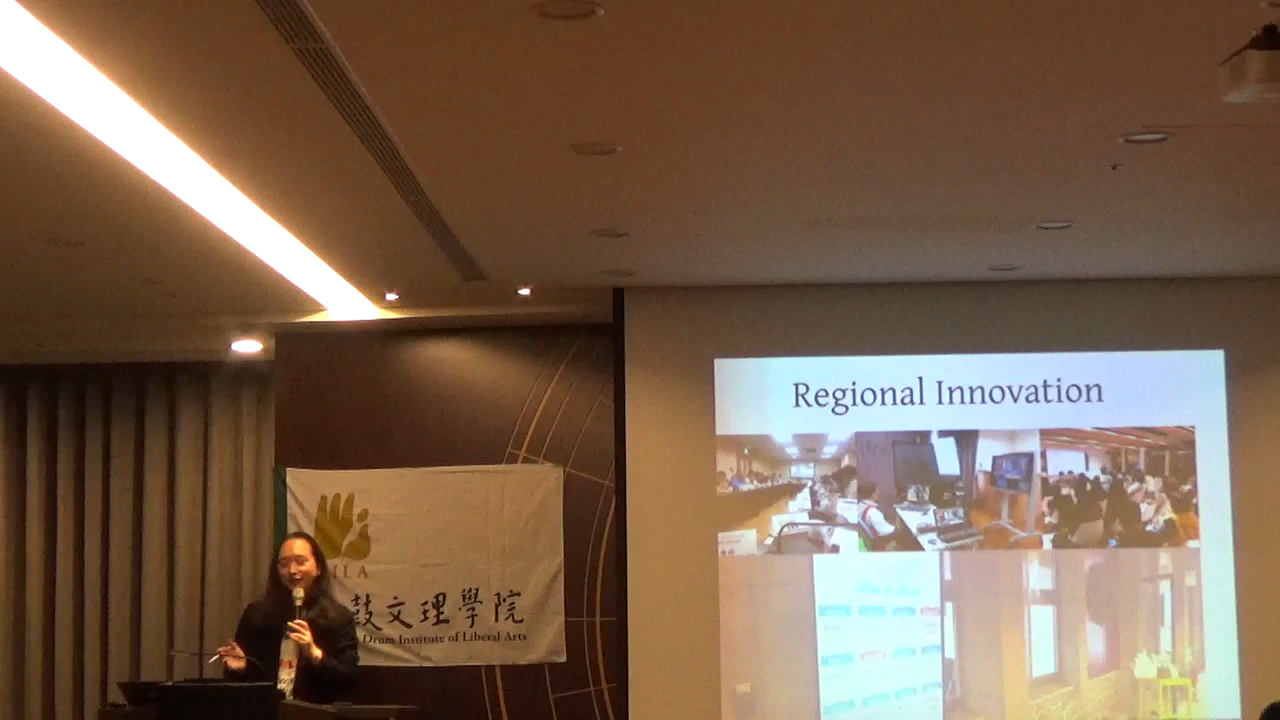 Regional Innovation
ILA
鼓文理學院
Drum Institute of Liberal Arts